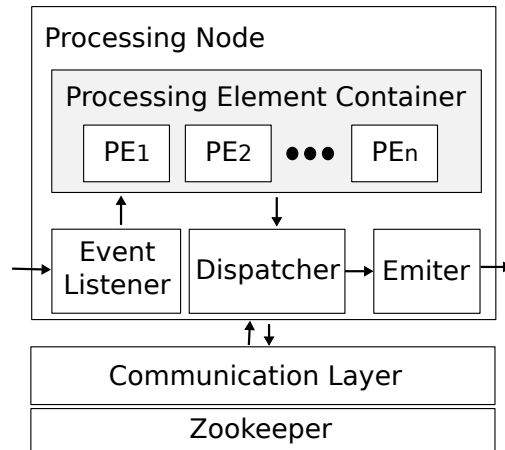 Processing Node
Processing Element Container
PE1 PE2 ●●● PEn
Event
Listener
Dispatcher
Emiter
Communication Layer
Zookeeper